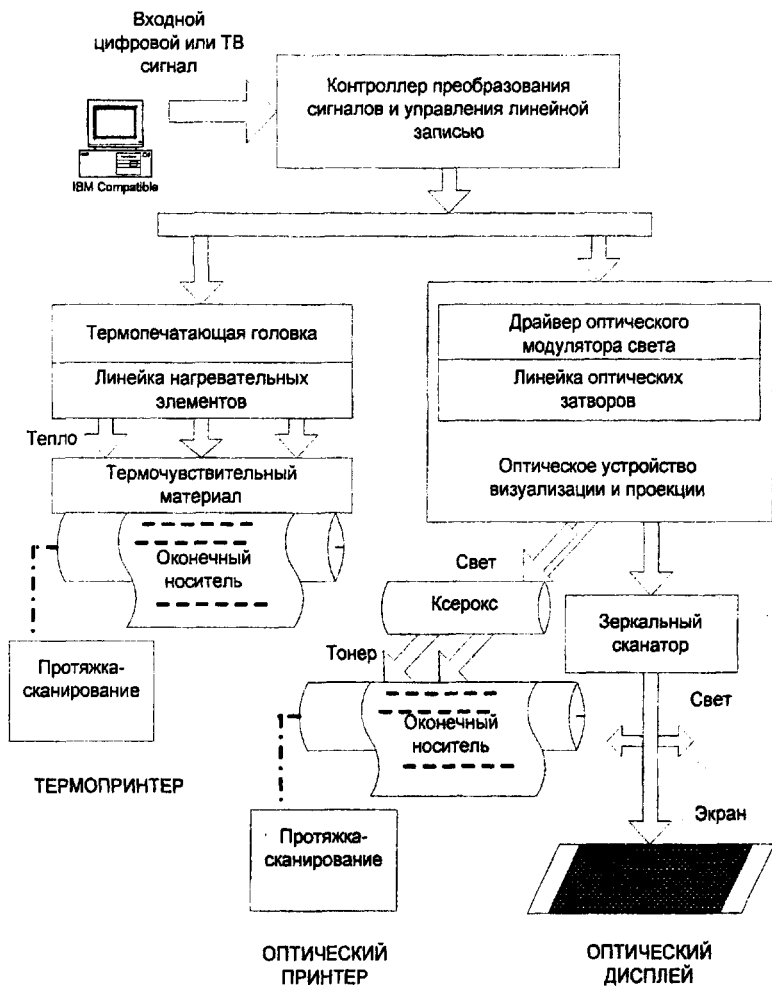 Входной
цифровой или ТВ
сигнал
IBM Compatible
Контроллер преобразования
сигналов и управления линейной
записью
Термопечатающая головка
Линейка нагревательных
элементов
Тепло
Термочувствительный
материал
Оконечный
носитель
Протяжка-
сканирование
ТЕРМОПРИНТЕР
Драйвер оптического
модулятора света
Линейка оптических
затворов
Оптическое устройство
визуализации и проекции
Свет
Ксерокс
Тонер
Оконечный
носитель
Протяжка-
сканирование
ОПТИЧЕСКИЙ
ПРИНТЕР
Зеркальный
сканатор
Свет
Экран
ОПТИЧЕСКИЙ
ДИСПЛЕЙ